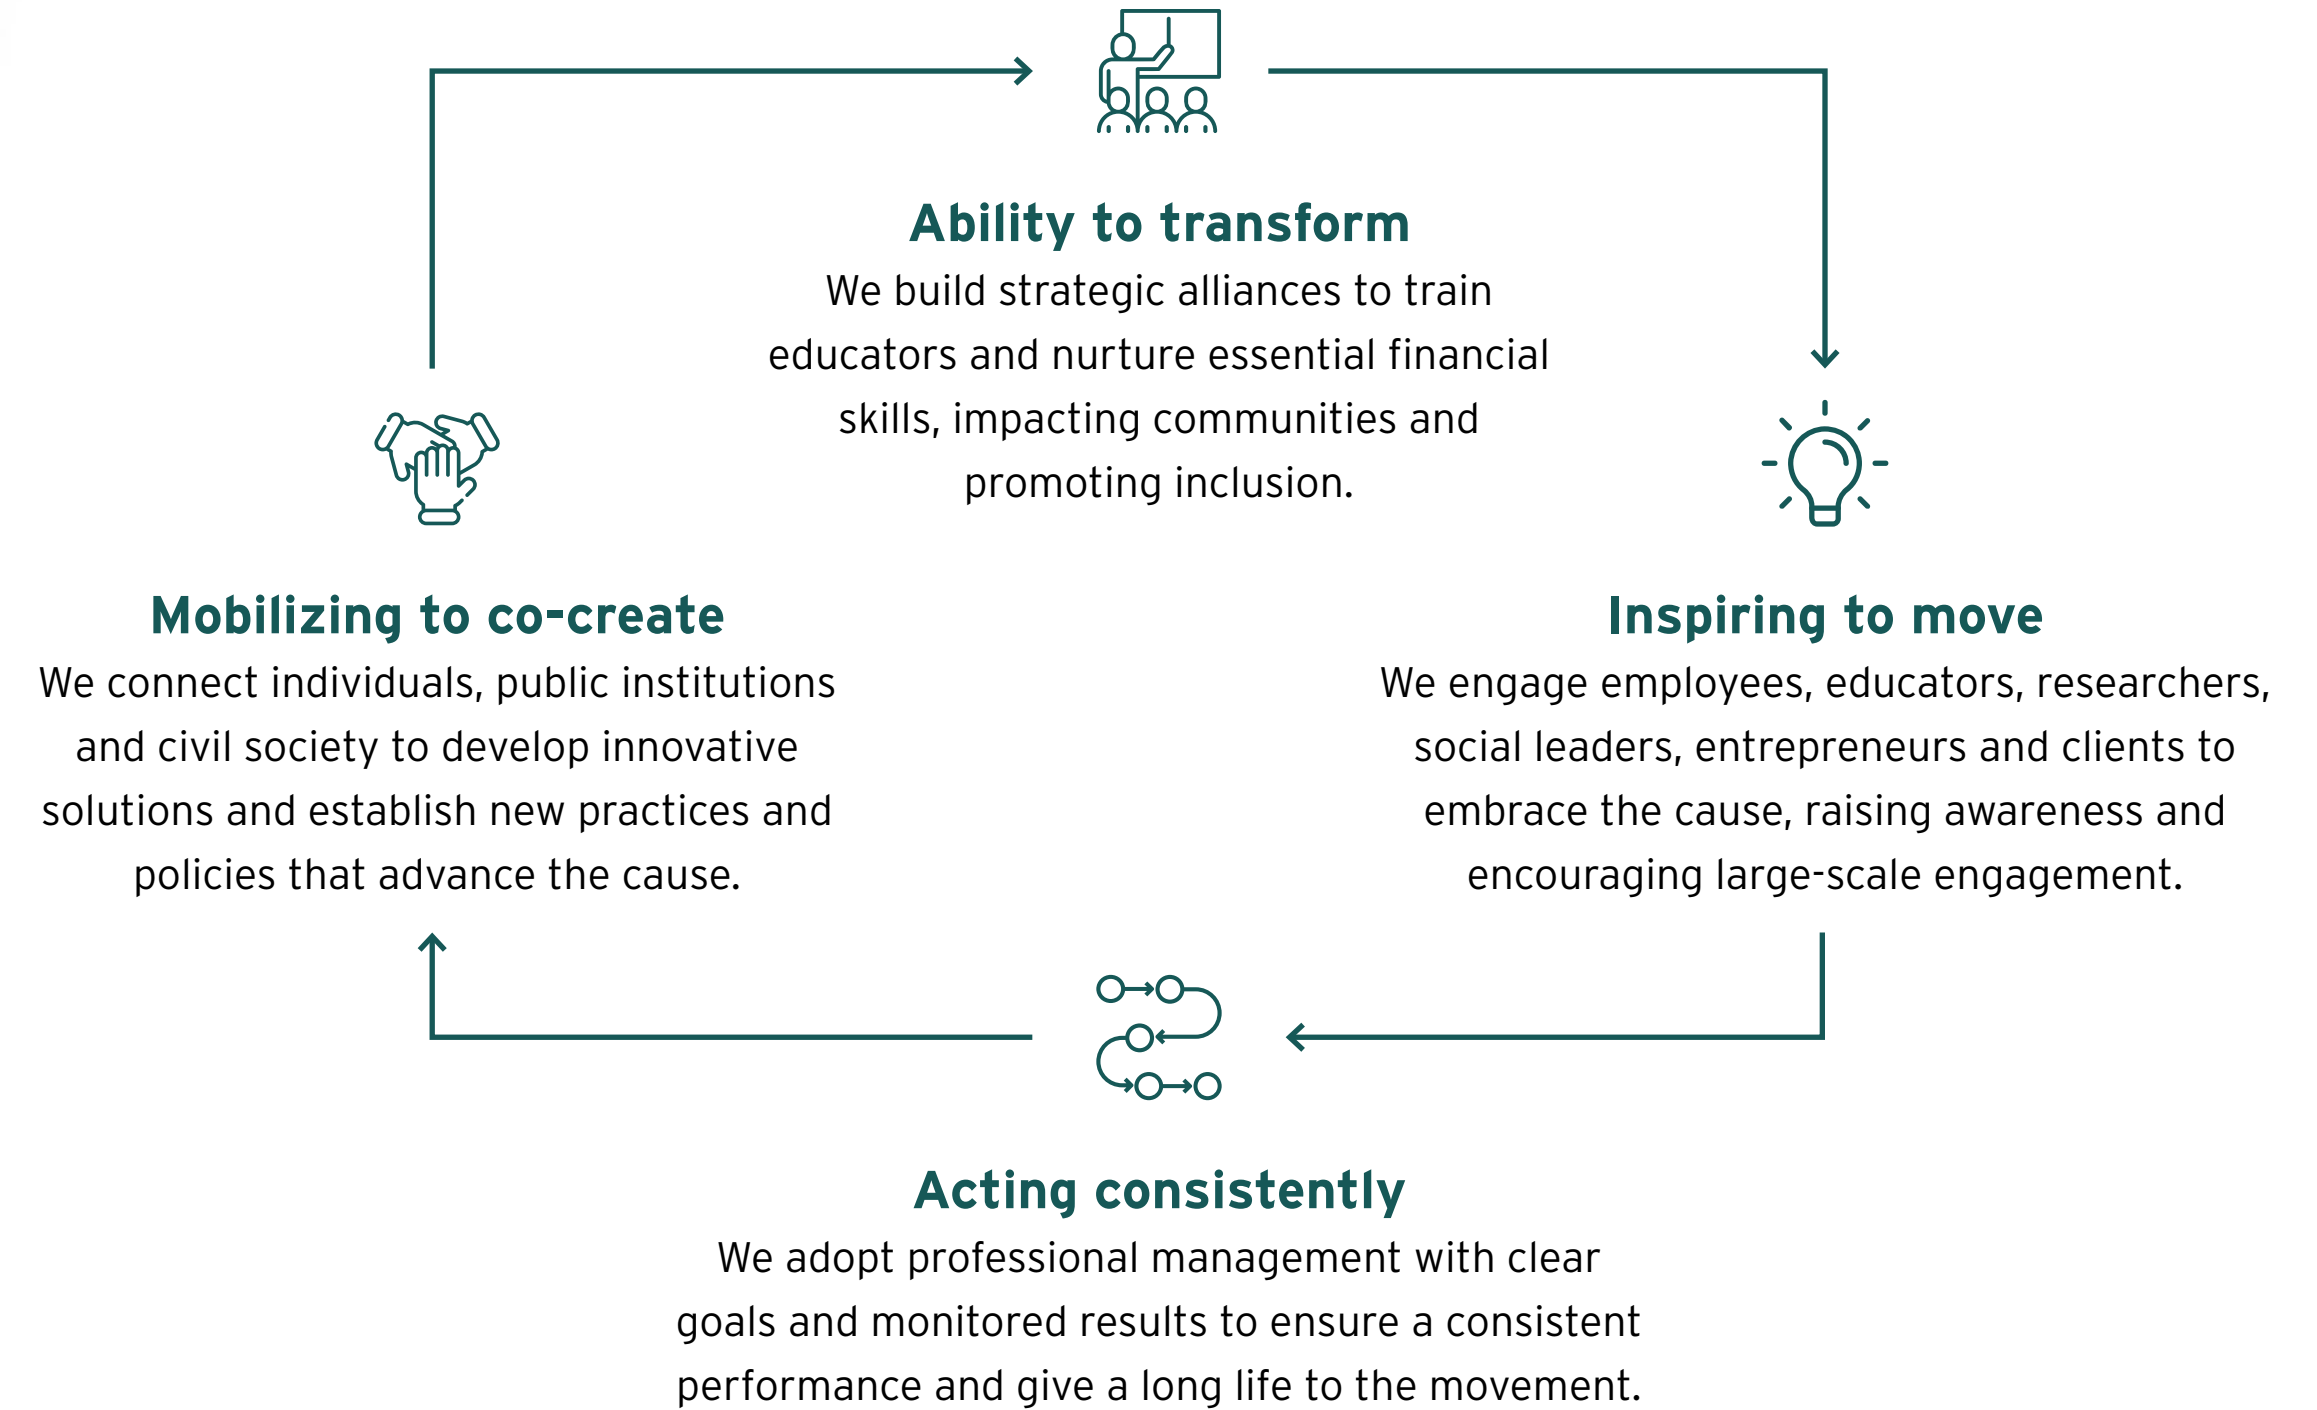 Ability to transform
We build strategic alliances to train
educators and nurture essential financial
skills, impacting communities and
promoting inclusion.
Mobilizing to co-create
We connect individuals, public institutions
and civil society to develop innovative
solutions and establish new practices and
policies that advance the cause.
Inspiring to move
We engage employees, educators, researchers,
social leaders, entrepreneurs and clients to
embrace the cause, raising awareness and
encouraging large-scale engagement.
Acting consistently
We adopt professional management with clear
goals and monitored results to ensure a consistent
performance and give a long life to the movement.